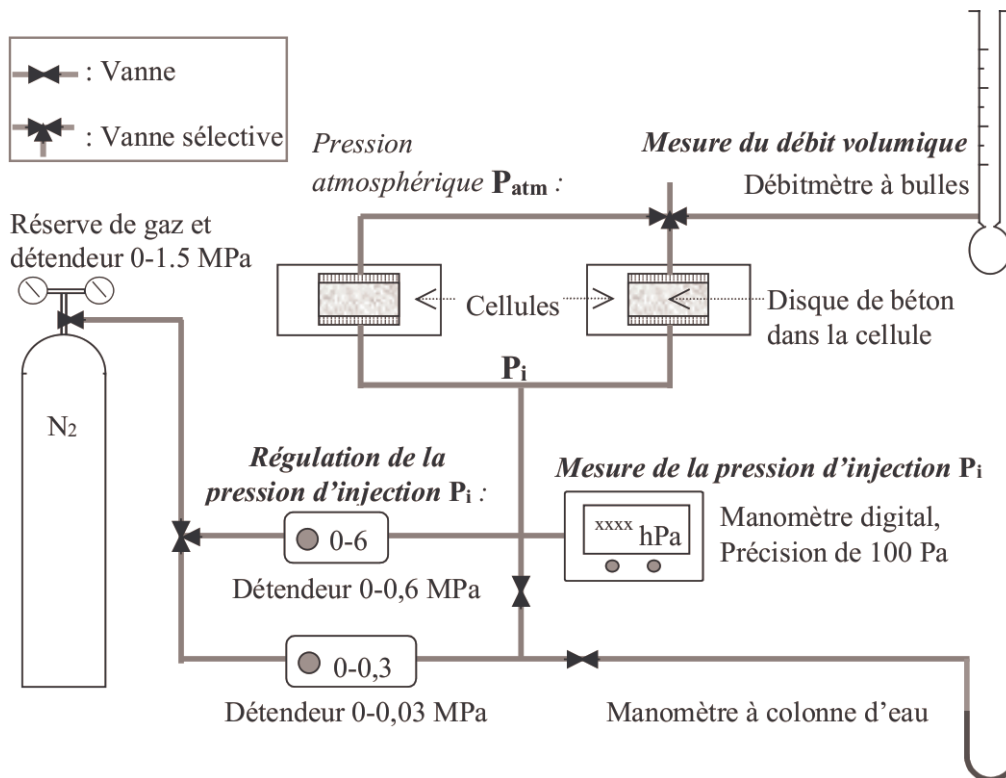 : Vanne
: Vanne sélective
Pression
atmosphérique Patm :
Mesure du débit volumique
Débitmètre à bulles
Réserve de gaz et
détendeur 0-1.5 MPa
Cellules
Disque de béton
dans la cellule
Pi
N2
Régulation de la
pression d’injection Pi :
Mesure de la pression d’injection Pi
0-6
xxxx hPa
Manomètre digital,
Précision de 100 Pa
Détendeur 0-0,6 MPa
0-0,3
Détendeur 0-0,03 MPa
Manomètre à colonne d’eau